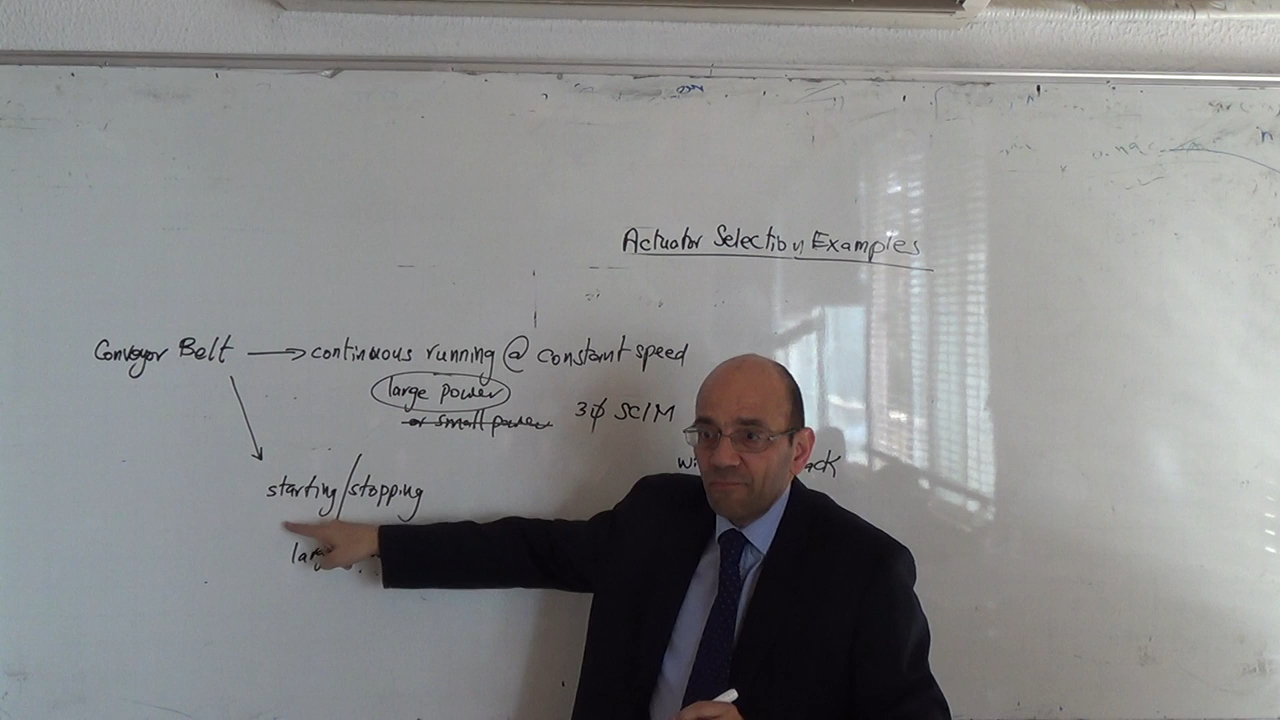 Actuator Selection Examples
Conveyor Belt → continuous running @ constant speed
large power
or small power
3ϕ SCIM
starting/stopping